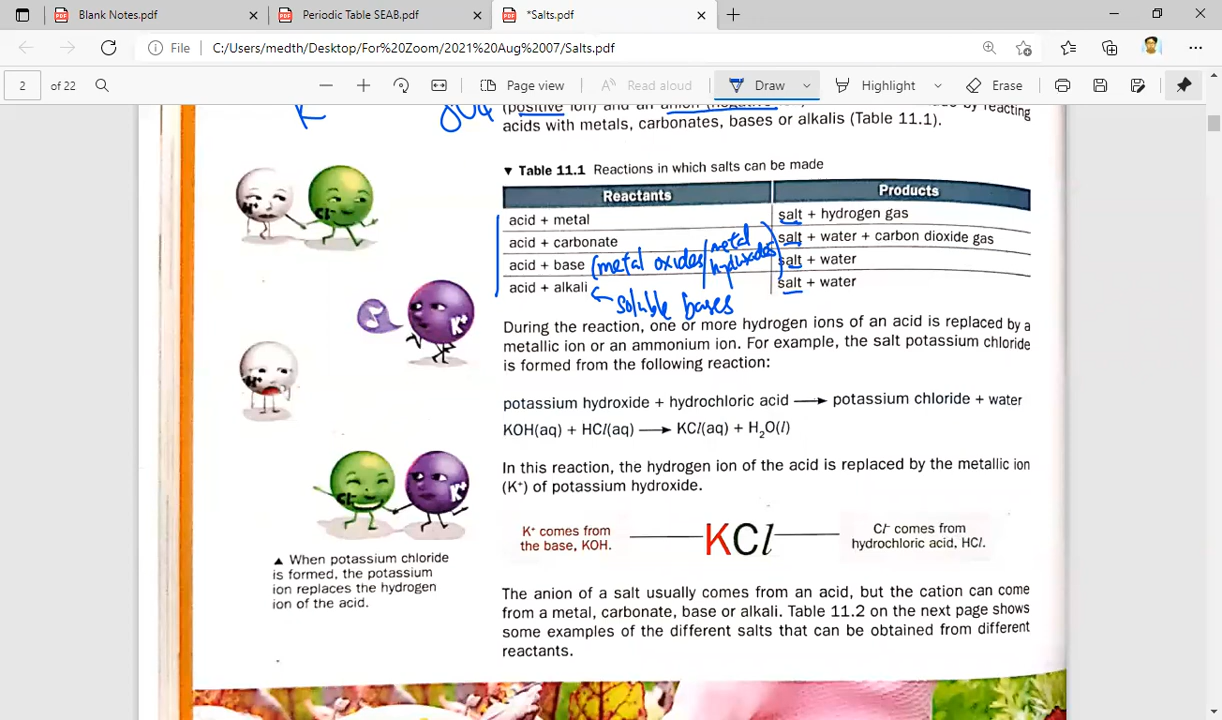 Blank Notes.pdf
Periodic Table SEAB.pdf
*Salts.pdf
File
C:/Users/medth/Desktop/For%20Zoom/2021%20Aug%2007/Salts.pdf
2 of 22
Page view
Read aloud
Draw
Highlight
Erase
K
SO4
(positive ion) and an anion (negative ion)
by reacting
acids with metals, carbonates, bases or alkalis (Table 11.1).
▼ Table 11.1 Reactions in which salts can be made
Reactants Products
acid + metal salt + hydrogen gas
acid + carbonate salt + water + carbon dioxide gas
acid + base (metal oxides/metal hydroxides) salt + water
acid + alkali salt + water
soluble bases
During the reaction, one or more hydrogen ions of an acid is replaced by a
metallic ion or an ammonium ion. For example, the salt potassium chloride
is formed from the following reaction:
potassium hydroxide + hydrochloric acid ⟶ potassium chloride + water
KOH(aq) + HCl(aq) ⟶ KCl(aq) + H₂O(l)
In this reaction, the hydrogen ion of the acid is replaced by the metallic ion
(K⁺) of potassium hydroxide.
K⁺ comes from
the base, KOH.
KCl
Cl⁻ comes from
hydrochloric acid, HCl.
The anion of a salt usually comes from an acid, but the cation can come
from a metal, carbonate, base or alkali. Table 11.2 on the next page shows
some examples of the different salts that can be obtained from different
reactants.
H⁺
Cl⁻
K⁺
H⁺
Cl⁻
K⁺
▲ When potassium chloride
is formed, the potassium
ion replaces the hydrogen
ion of the acid.